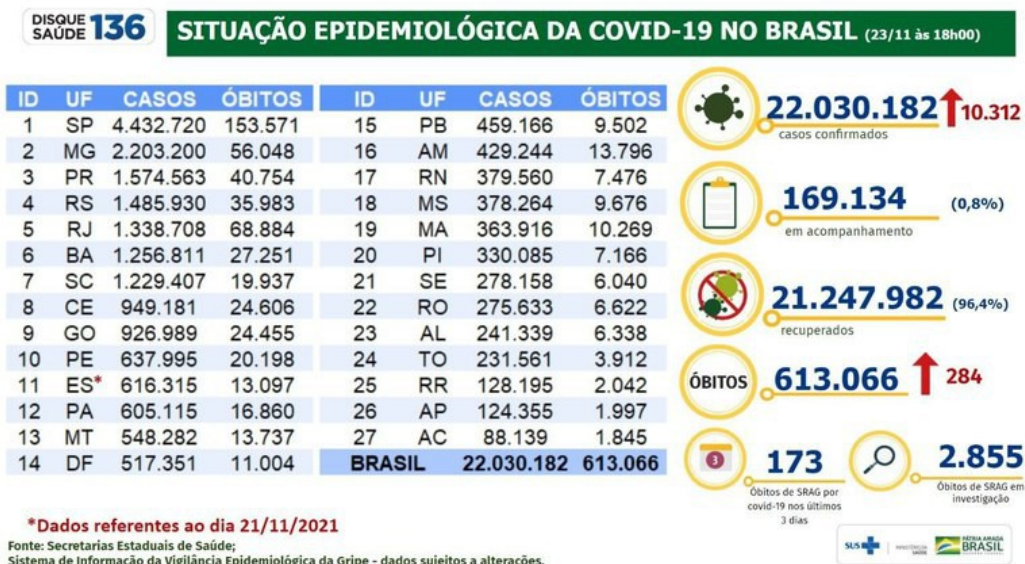 DISQUE
SAÚDE 136
SITUAÇÃO EPIDEMIOLÓGICA DA COVID-19 NO BRASIL (23/11 às 18h00)
ID UF CASOS ÓBITOS ID UF CASOS ÓBITOS
1 SP 4.432.720 153.571 15 PB 459.166 9.502
2 MG 2.203.200 56.048 16 AM 429.244 13.796
3 PR 1.574.563 40.754 17 RN 379.560 7.476
4 RS 1.485.930 35.983 18 MS 378.264 9.676
5 RJ 1.338.708 68.884 19 MA 363.916 10.269
6 BA 1.256.811 27.251 20 PI 330.085 7.166
7 SC 1.229.407 19.937 21 SE 278.158 6.040
8 CE 949.181 24.606 22 RO 275.633 6.622
9 GO 926.989 24.455 23 AL 241.339 6.338
10 PE 637.995 20.198 24 TO 231.561 3.912
11 ES* 616.315 13.097 25 RR 128.195 2.042
12 PA 605.115 16.860 26 AP 124.355 1.997
13 MT 548.282 13.737 27 AC 88.139 1.845
14 DF 517.351 11.004 BRASIL 22.030.182 613.066
22.030.182 10.312
casos confirmados
169.134 (0,8%)
em acompanhamento
21.247.982 (96,4%)
recuperados
ÓBITOS 613.066 284
3
173
Óbitos de SRAG por
covid-19 nos últimos
3 dias
2.855
Óbitos de SRAG em
investigação
*Dados referentes ao dia 21/11/2021
Fonte: Secretarias Estaduais de Saúde;
Sistema de Informação da Vigilância Epidemiológica da Gripe - dados sujeitos a alterações.
SUS
PÁTRIA AMADA
BRASIL